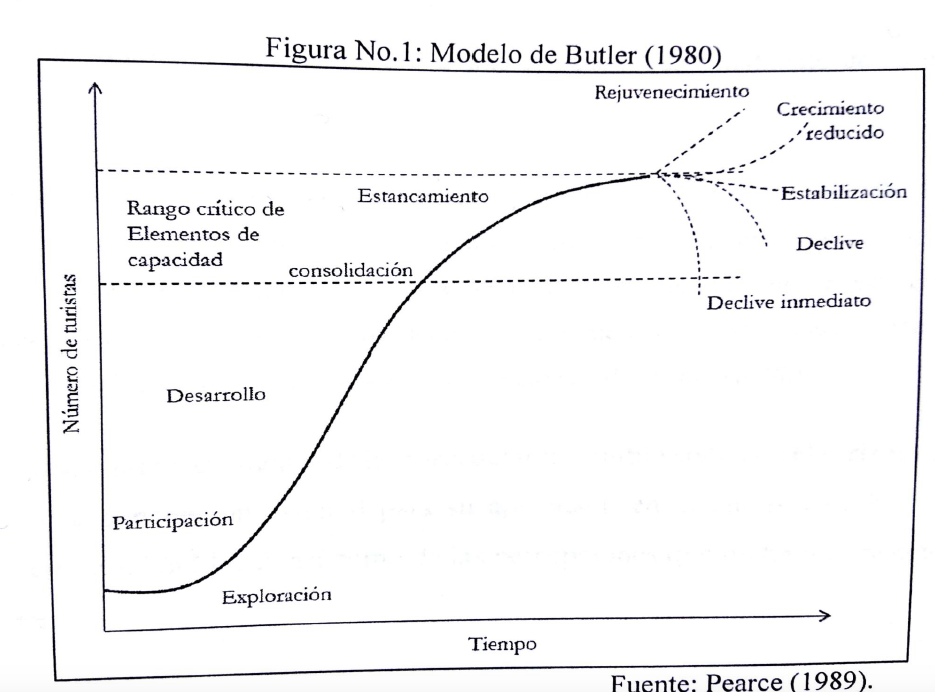 Figura No.1: Modelo de Butler (1980)
Rejuvenecimiento
Crecimiento
reducido
Estancamiento
Estabilización
Rango crítico de
Elementos de
capacidad
Declive
consolidación
Declive inmediato
Número de turistas
Desarrollo
Participación
Exploración
Tiempo
Fuente: Pearce (1989).